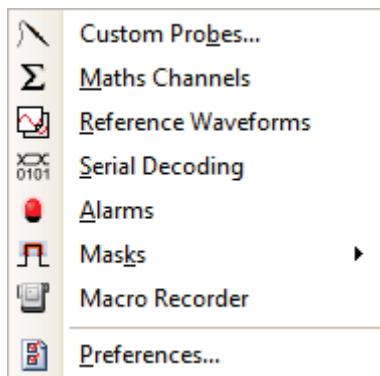 Custom Probes...
Maths Channels
Reference Waveforms
0101 Serial Decoding
Alarms
Masks
Macro Recorder
Preferences...